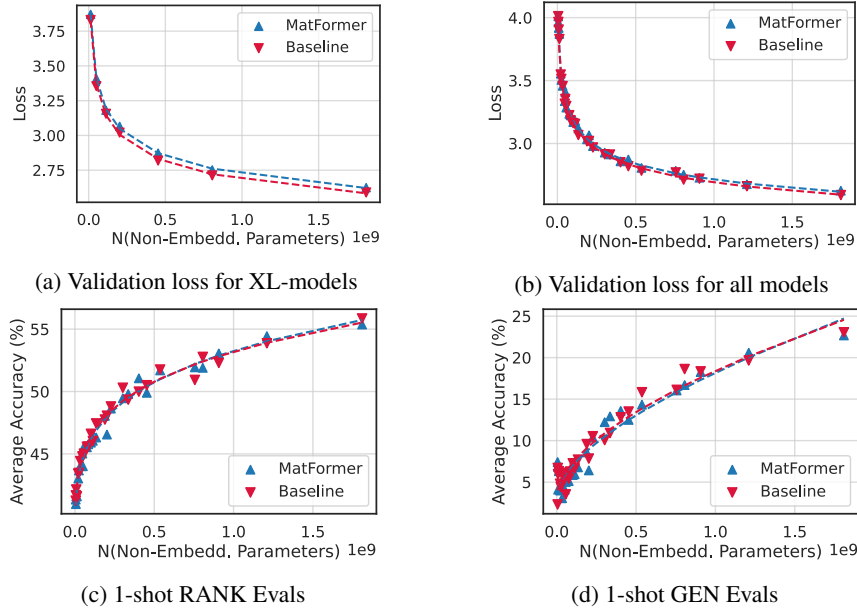 3.75
3.50
3.25
3.00
2.75
Loss
MatFormer
Baseline
0.0 0.5 1.0 1.5
N(Non-Embedd. Parameters) 1e9
(a) Validation loss for XL-models
4.0
3.5
3.0
Loss
MatFormer
Baseline
0.0 0.5 1.0 1.5
N(Non-Embedd. Parameters) 1e9
(b) Validation loss for all models
55
50
45
Average Accuracy (%)
MatFormer
Baseline
0.0 0.5 1.0 1.5
N(Non-Embedd. Parameters) 1e9
(c) 1-shot RANK Evals
25
20
15
10
5
Average Accuracy (%)
MatFormer
Baseline
0.0 0.5 1.0 1.5
N(Non-Embedd. Parameters) 1e9
(d) 1-shot GEN Evals